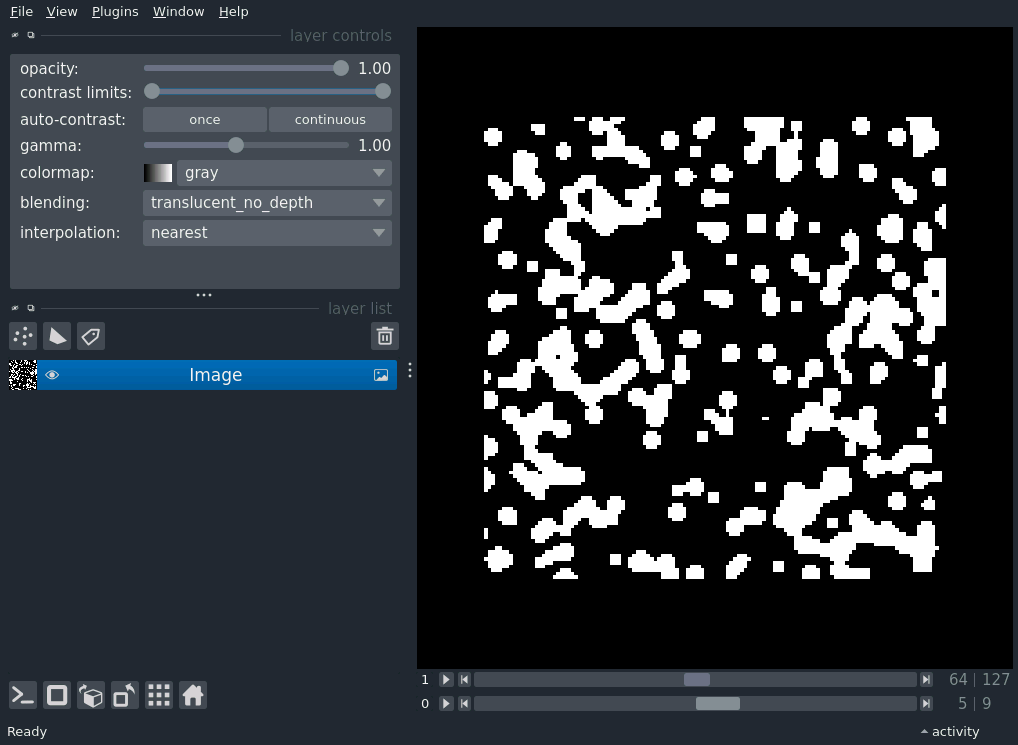 File View Plugins Window Help
layer controls
opacity: 1.00
contrast limits:
auto-contrast: once continuous
gamma: 1.00
colormap: gray
blending: translucent_no_depth
interpolation: nearest
layer list
Image
1 64 | 127
0 5 | 9
Ready activity